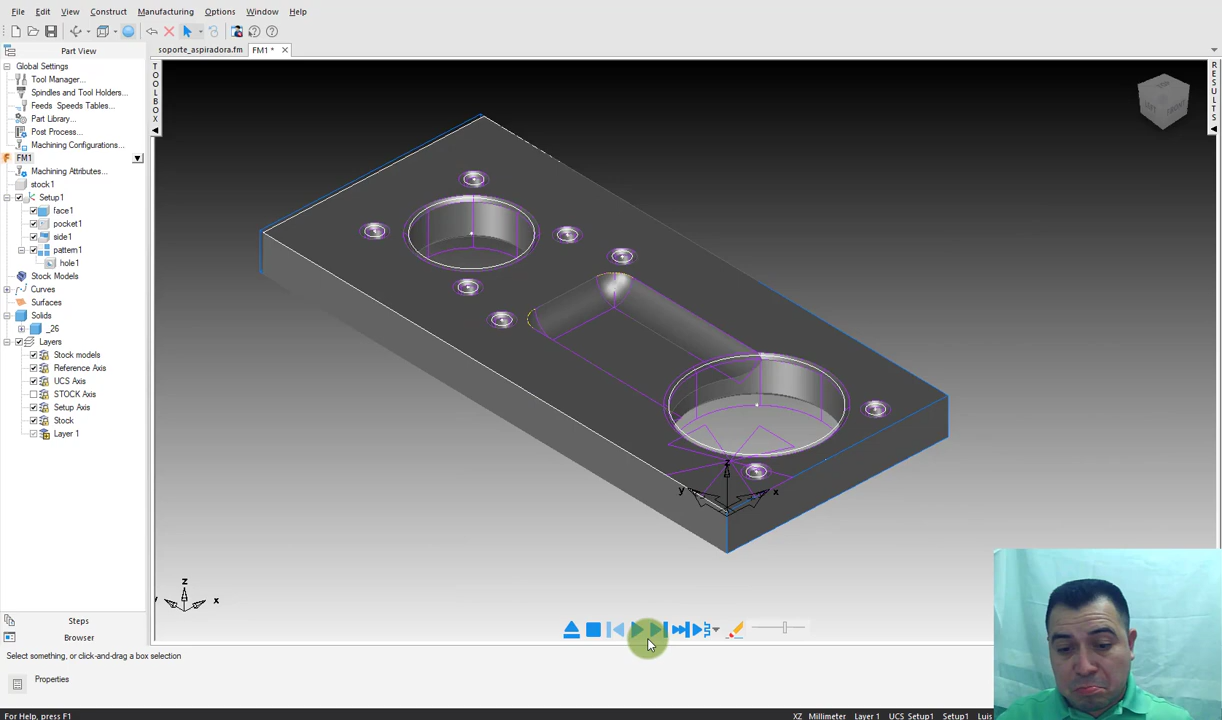 File Edit View Construct Manufacturing Options Window Help
Part View
soporte_aspiradora.fm FM1 *
Global Settings
Tool Manager...
Spindles and Tool Holders...
Feeds Speeds Tables...
Part Library...
Post Process...
Machining Configurations...
FM1
Machining Attributes...
stock1
Setup1
face1
pocket1
side1
pattern1
hole1
Stock Models
Curves
Surfaces
Solids
_26
Layers
Stock models
Reference Axis
UCS Axis
STOCK Axis
Setup Axis
Stock
Layer 1
TOOLBOX
RESULTS
z
y x
z
y x
Steps
Browser
Select something, or click-and-drag a box selection
Properties
For Help, press F1
XZ Millimeter Layer 1 UCS_Setup1 Setup1 Luis